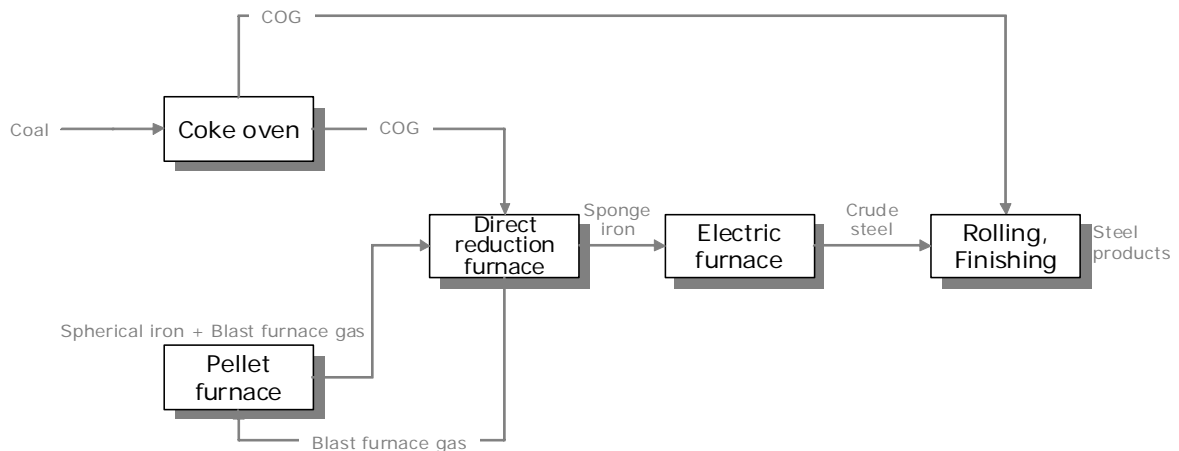 COG
Coal
Coke oven
COG
Direct
reduction
furnace
Sponge
iron
Electric
furnace
Crude
steel
Rolling,
Finishing
Steel
products
Spherical iron + Blast furnace gas
Pellet
furnace
Blast furnace gas